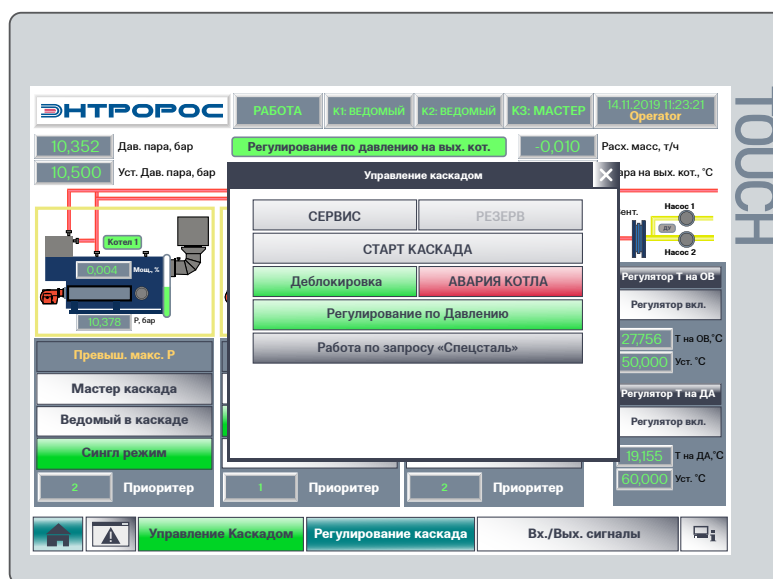 TOUCH
ЭНТРОРОС
РАБОТА
К1: ВЕДОМЫЙ
К2: ВЕДОМЫЙ
К3: МАСТЕР
14.11.2019 11:23:21
Operator
10,352 Дав. пара, бар
Регулирование по давлению на вых. кот.
-0,010 Расх. масс, т/ч
10,500 Уст. Дав. пара, бар
ара на вых. кот., °С
Управление каскадом
СЕРВИС
РЕЗЕРВ
СТАРТ КАСКАДА
Деблокировка
АВАРИЯ КОТЛА
Регулирование по Давлению
Работа по запросу «Спецсталь»
Котел 1
0,004 Мощ., %
10,378 Р, бар
ент.
Насос 1
ДУ
Насос 2
Регулятор Т на ОВ
Регулятор вкл.
27,756 Т на ОВ,°С
50,000 Уст. °С
Регулятор Т на ДА
Регулятор вкл.
19,155 Т на ДА,°С
60,000 Уст. °С
Превыш. макс. Р
Мастер каскада
Ведомый в каскаде
Сингл режим
2 Приоритер
1 Приоритер
2 Приоритер
Управление Каскадом
Регулирование каскада
Вх./Вых. сигналы